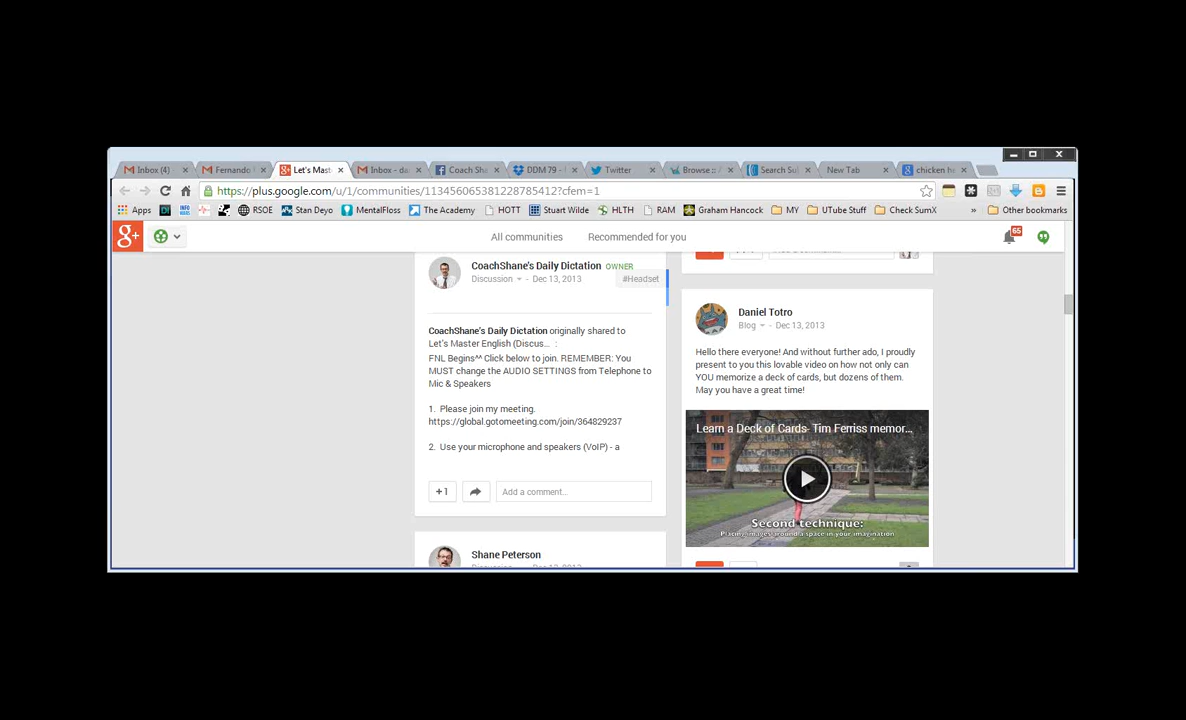 Inbox (4)
Fernando
Let's Mast
Inbox - da
Coach Sha
DDM 79 -
Twitter
Browse :: A
Search Sul
New Tab
chicken he
https://plus.google.com/u/1/communities/113456065381228785412?cfem=1
Apps
RSOE
Stan Deyo
MentalFloss
The Academy
HOTT
Stuart Wilde
HLTH
RAM
Graham Hancock
MY
UTube Stuff
Check SumX
»
Other bookmarks
g+
All communities
Recommended for you
65
CoachShane's Daily Dictation OWNER
Discussion - Dec 13, 2013
#Headset
CoachShane's Daily Dictation originally shared to
Let's Master English (Discus... :
FNL Begins^^ Click below to join. REMEMBER: You
MUST change the AUDIO SETTINGS from Telephone to
Mic & Speakers
1. Please join my meeting.
https://global.gotomeeting.com/join/364829237
2. Use your microphone and speakers (VoIP) - a
+1
Add a comment...
Shane Peterson
Daniel Totro
Blog - Dec 13, 2013
Hello there everyone! And without further ado, I proudly
present to you this lovable video on how not only can
YOU memorize a deck of cards, but dozens of them.
May you have a great time!
Learn a Deck of Cards- Tim Ferriss memor...
Second technique:
Placing images around a space in your imagination